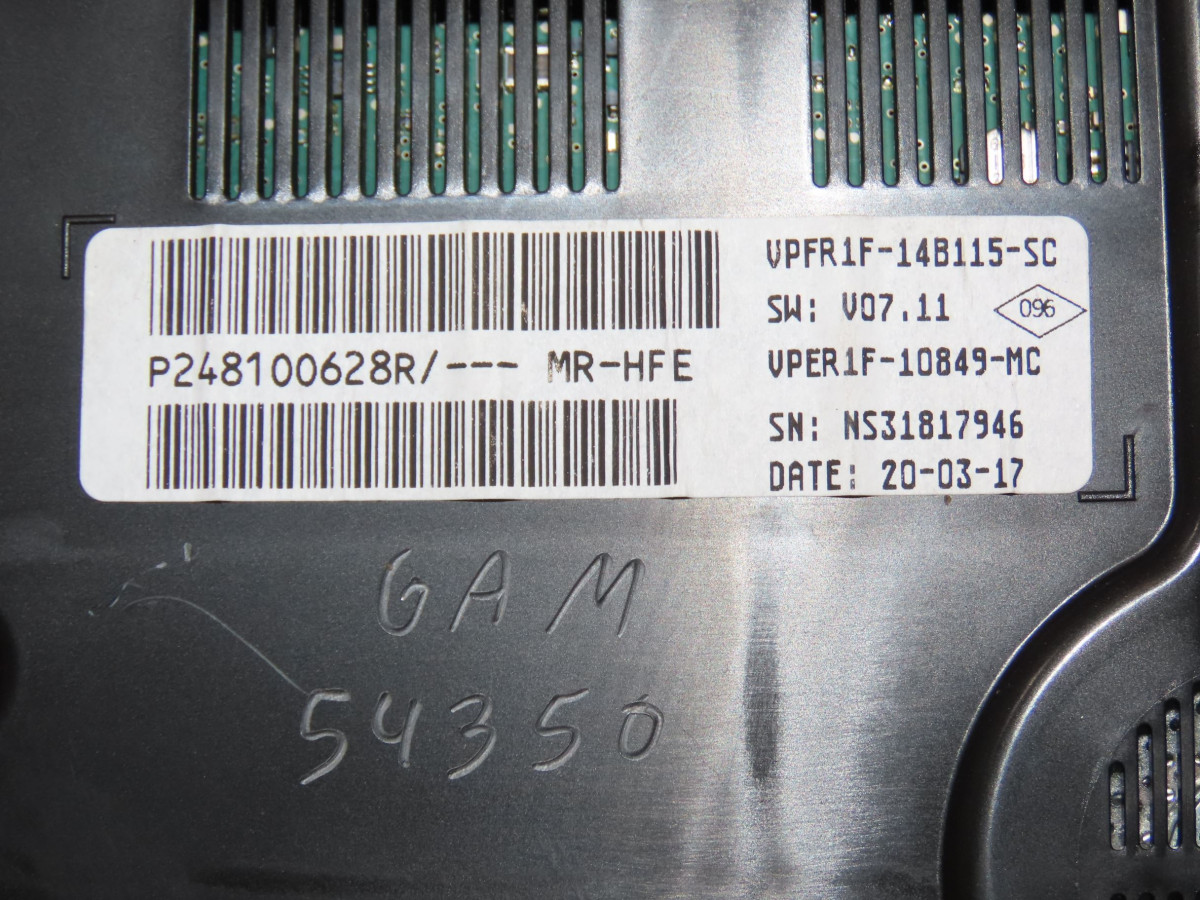 VPFR1F-14B115-SC
SW: V07.11
096
P248100628R/--- MR-HFE
VPER1F-10849-MC
SN: NS31817946
DATE: 20-03-17
GAM
54350